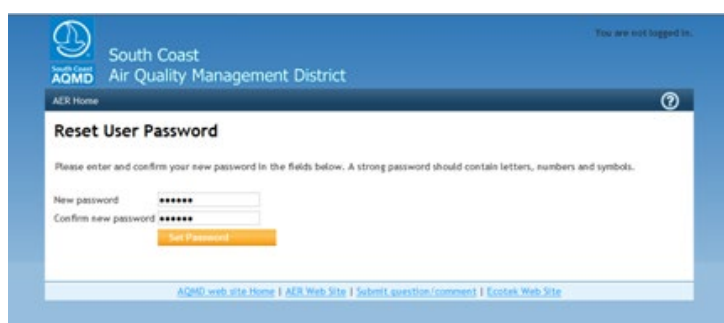 You are not logged in.
South Coast
AQMD
South Coast
Air Quality Management District
AER Home
?
Reset User Password
Please enter and confirm your new password in the fields below. A strong password should contain letters, numbers and symbols.
New password ••••••
Confirm new password ••••••
Set Password
AQMD web site Home | AER Web Site | Submit question/comment | Ecotek Web Site